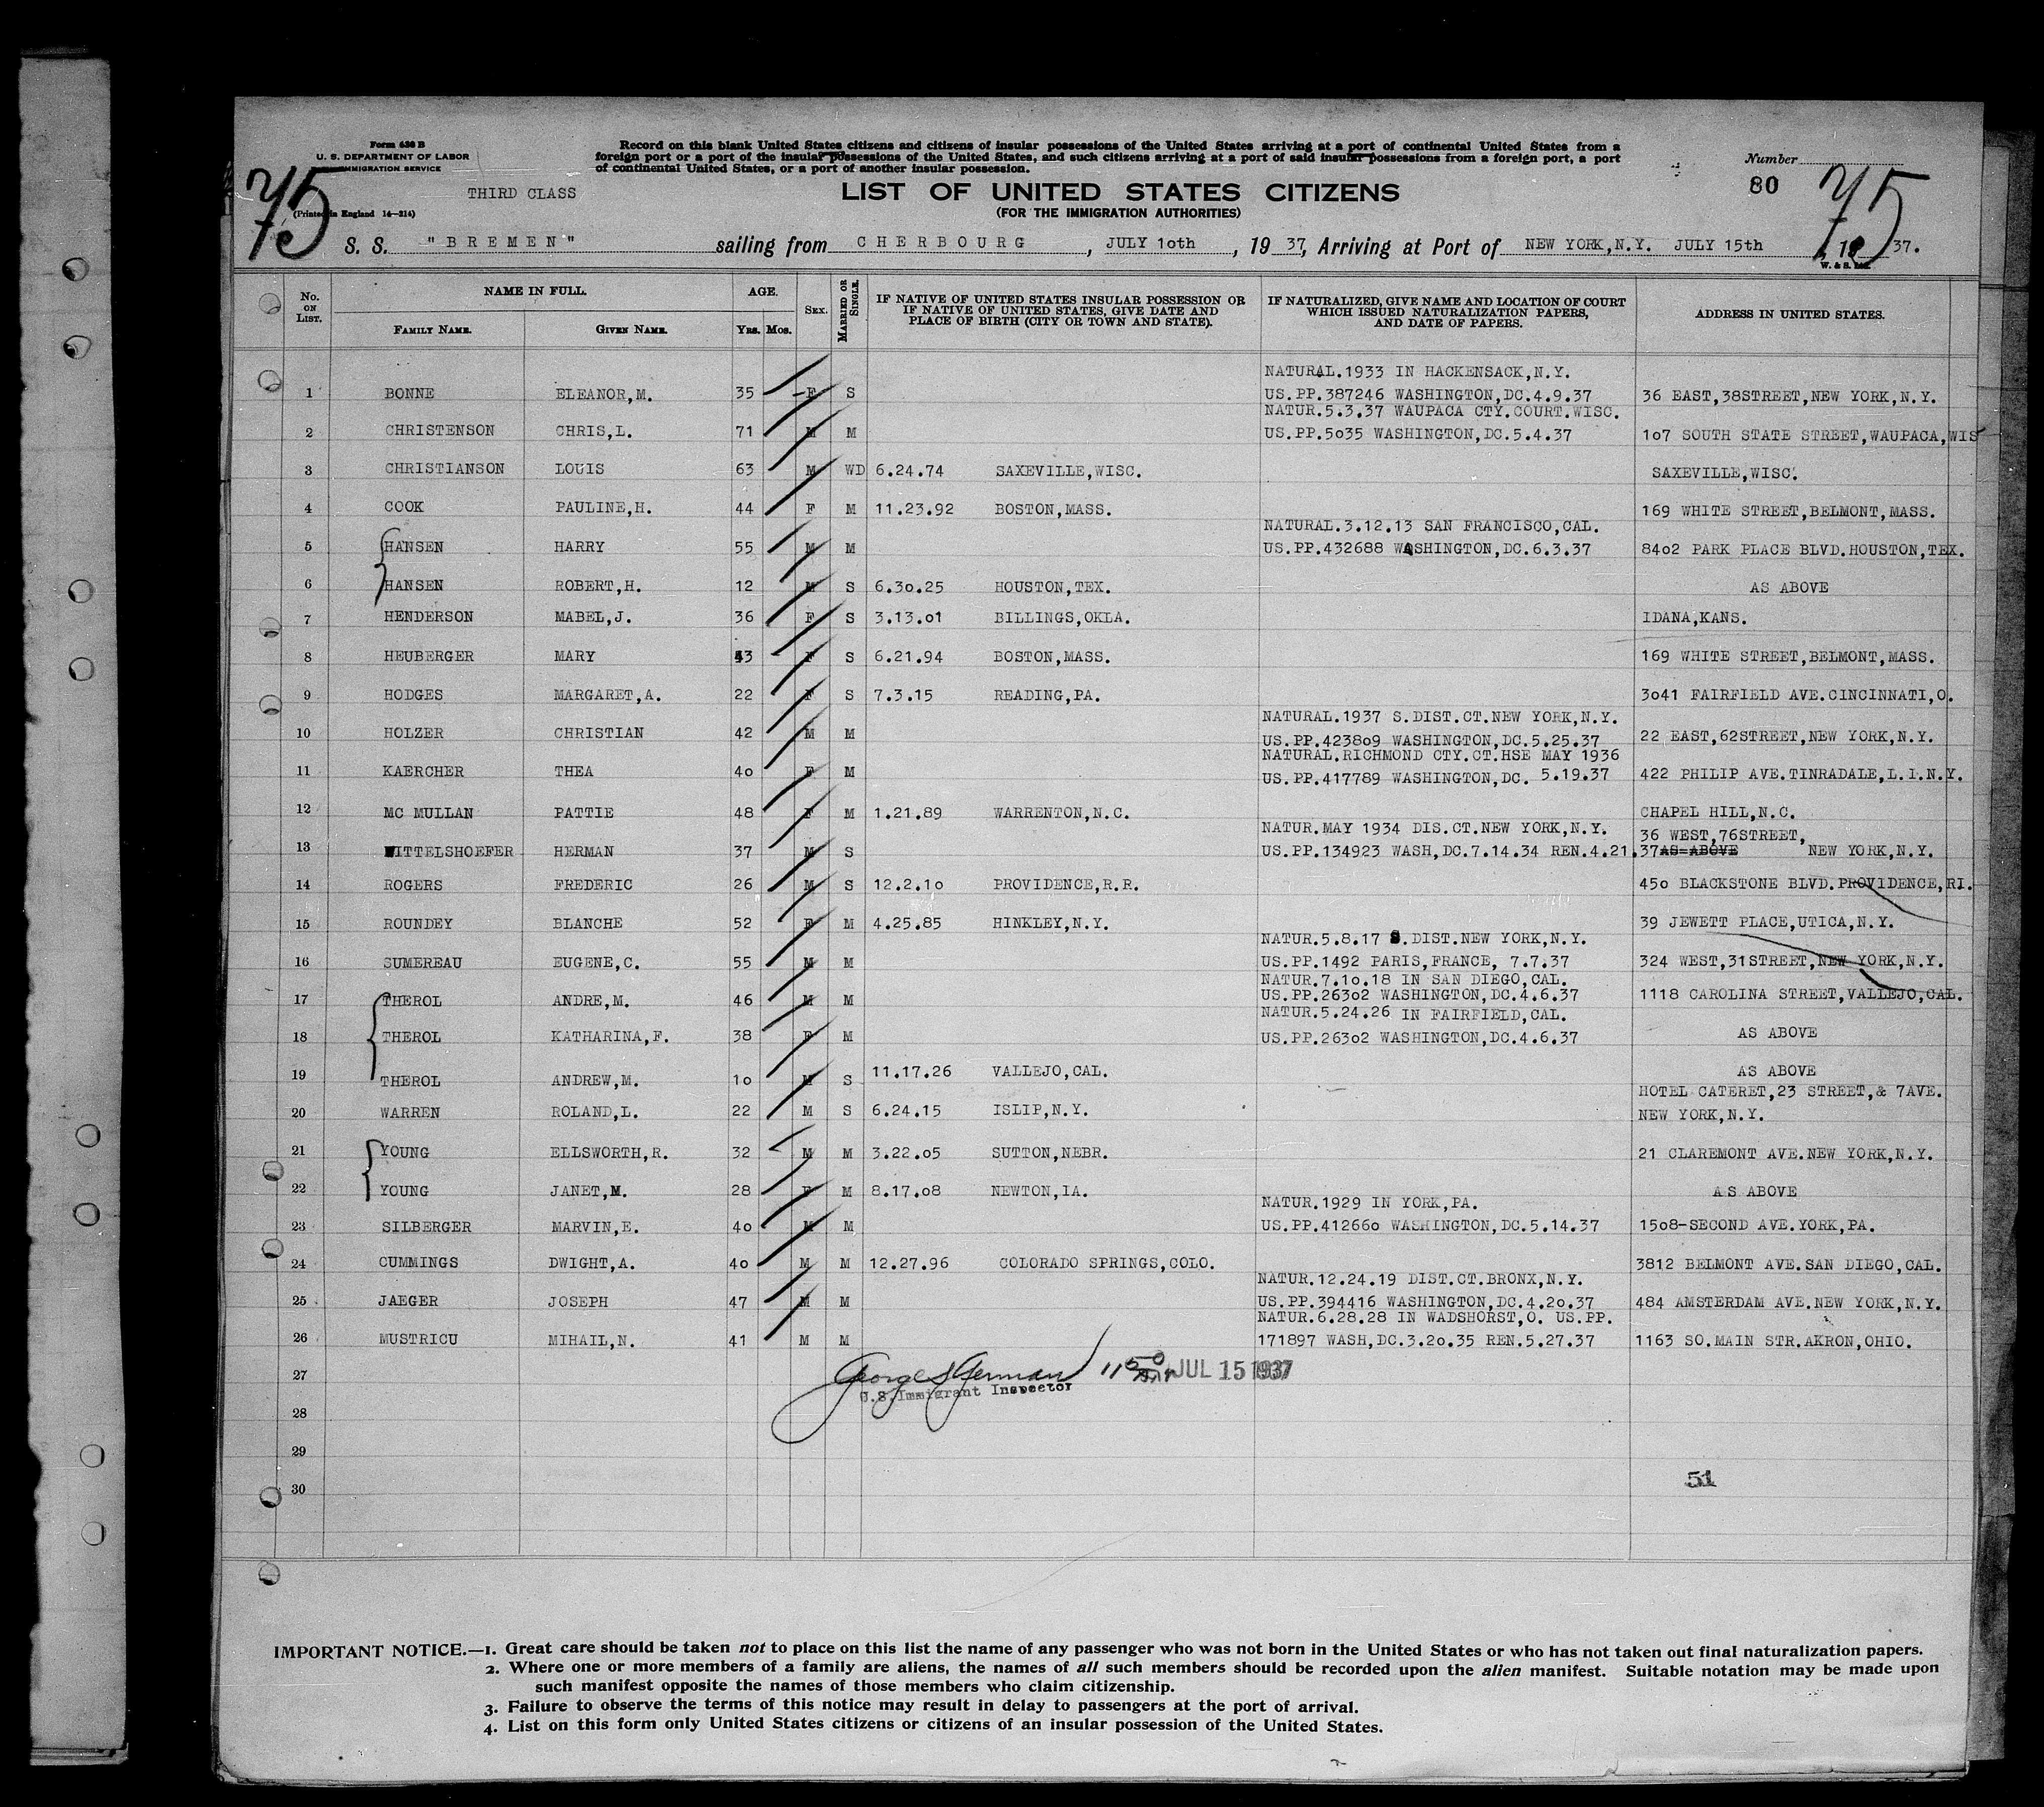 Form 430 B
U. S. DEPARTMENT OF LABOR
IMMIGRATION SERVICE
(Printed in England 14—214)
THIRD CLASS
Record on this blank United States citizens and citizens of insular possessions of the United States arriving at a port of continental United States from a
foreign port or a port of the insular possessions of the United States, and such citizens arriving at a port of said insular possessions from a foreign port, a port
of continental United States, or a port of another insular possession.
LIST OF UNITED STATES CITIZENS
(FOR THE IMMIGRATION AUTHORITIES)
Number
80
75
75
S. S. "BREMEN" sailing from CHERBOURG, JULY 10th, 19 37, Arriving at Port of NEW YORK,N.Y. JULY 15th, 19 37.
No. ON LIST. NAME IN FULL. FAMILY NAME. GIVEN NAME. AGE. YRS. MOS. SEX. MARRIED OR SINGLE. IF NATIVE OF UNITED STATES INSULAR POSSESSION OR IF NATIVE OF UNITED STATES, GIVE DATE AND PLACE OF BIRTH (CITY OR TOWN AND STATE). IF NATURALIZED, GIVE NAME AND LOCATION OF COURT WHICH ISSUED NATURALIZATION PAPERS, AND DATE OF PAPERS. ADDRESS IN UNITED STATES.
NATURAL.1933 IN HACKENSACK,N.Y.
1 BONNE ELEANOR,M. 35 F S US.PP.387246 WASHINGTON,DC.4.9.37 36 EAST,38STREET,NEW YORK,N.Y.
NATUR.5.3.37 WAUPACA CTY.COURT.WISC.
2 CHRISTENSON CHRIS,L. 71 M M US.PP.5035 WASHINGTON,DC.5.4.37 107 SOUTH STATE STREET,WAUPACA,WIS
3 CHRISTIANSON LOUIS 63 M WD 6.24.74 SAXEVILLE,WISC. SAXEVILLE,WISC.
4 COOK PAULINE,H. 44 F M 11.23.92 BOSTON,MASS. 169 WHITE STREET,BELMONT,MASS.
NATURAL.3.12.13 SAN FRANCISCO,CAL.
5 HANSEN HARRY 55 M M US.PP.432688 WASHINGTON,DC.6.3.37 8402 PARK PLACE BLVD.HOUSTON,TEX.
6 HANSEN ROBERT,H. 12 M S 6.30.25 HOUSTON,TEX. AS ABOVE
7 HENDERSON MABEL,J. 36 F S 3.13.01 BILLINGS,OKLA. IDANA,KANS.
8 HEUBERGER MARY 43 F S 6.21.94 BOSTON,MASS. 169 WHITE STREET,BELMONT,MASS.
9 HODGES MARGARET,A. 22 F S 7.3.15 READING,PA. 3041 FAIRFIELD AVE.CINCINNATI,O.
NATURAL.1937 S.DIST.CT.NEW YORK,N.Y.
10 HOLZER CHRISTIAN 42 M M US.PP.423809 WASHINGTON,DC.5.25.37 22 EAST,62STREET,NEW YORK,N.Y.
NATURAL.RICHMOND CTY.CT.HSE MAY 1936
11 KAERCHER THEA 40 F M US.PP.417789 WASHINGTON,DC. 5.19.37 422 PHILIP AVE.TINRADALE,L.I.N.Y.
12 MC MULLAN PATTIE 48 F M 1.21.89 WARRENTON,N.C. CHAPEL HILL,N.C.
NATUR.MAY 1934 DIS.CT.NEW YORK,N.Y. 36 WEST,76STREET,
13 WITTELSHOEFER HERMAN 37 M S US.PP.134923 WASH,DC.7.14.34 REN.4.21.37 AS ABOVE NEW YORK,N.Y.
14 ROGERS FREDERIC 26 M S 12.2.10 PROVIDENCE,R.R. 450 BLACKSTONE BLVD.PROVIDENCE,RI.
15 ROUNDEY BLANCHE 52 F M 4.25.85 HINKLEY,N.Y. 39 JEWETT PLACE,UTICA,N.Y.
NATUR.5.8.17 S.DIST.NEW YORK,N.Y.
16 SUMEREAU EUGENE,C. 55 M M US.PP.1492 PARIS,FRANCE, 7.7.37 324 WEST,31STREET,NEW YORK,N.Y.
NATUR.7.10.18 IN SAN DIEGO,CAL.
17 THEROL ANDRE,M. 46 M M US.PP.26302 WASHINGTON,DC.4.6.37 1118 CAROLINA STREET,VALLEJO,CAL.
NATUR.5.24.26 IN FAIRFIELD,CAL.
18 THEROL KATHARINA,F. 38 F M US.PP.26302 WASHINGTON,DC.4.6.37 AS ABOVE
19 THEROL ANDREW,M. 10 M S 11.17.26 VALLEJO,CAL. AS ABOVE
HOTEL CATERET,23 STREET,& 7AVE.
20 WARREN ROLAND,L. 22 M S 6.24.15 ISLIP,N.Y. NEW YORK,N.Y.
21 YOUNG ELLSWORTH,R. 32 M M 3.22.05 SUTTON,NEBR. 21 CLAREMONT AVE.NEW YORK,N.Y.
22 YOUNG JANET,M. 28 F M 8.17.08 NEWTON,IA. AS ABOVE
NATUR.1929 IN YORK,PA.
23 SILBERGER MARVIN,E. 40 M M US.PP.412660 WASHINGTON,DC.5.14.37 1508-SECOND AVE.YORK,PA.
24 CUMMINGS DWIGHT,A. 40 M M 12.27.96 COLORADO SPRINGS,COLO. 3812 BELMONT AVE.SAN DIEGO,CAL.
NATUR.12.24.19 DIST.CT.BRONX,N.Y.
25 JAEGER JOSEPH 47 M M US.PP.394416 WASHINGTON,DC.4.20.37 484 AMSTERDAM AVE.NEW YORK,N.Y.
NATUR.6.28.28 IN WADSHORST,O. US.PP.
26 MUSTRICU MIHAIL,N. 41 M M 171897 WASH,DC.3.20.35 REN.5.27.37 1163 SO.MAIN STR.AKRON,OHIO.
27 George S German 11 50 JUL 15 1937
U.S.Immigrant Inspector
28
29
30
51
IMPORTANT NOTICE.—1. Great care should be taken not to place on this list the name of any passenger who was not born in the United States or who has not taken out final naturalization papers.
2. Where one or more members of a family are aliens, the names of all such members should be recorded upon the alien manifest. Suitable notation may be made upon
such manifest opposite the names of those members who claim citizenship.
3. Failure to observe the terms of this notice may result in delay to passengers at the port of arrival.
4. List on this form only United States citizens or citizens of an insular possession of the United States.